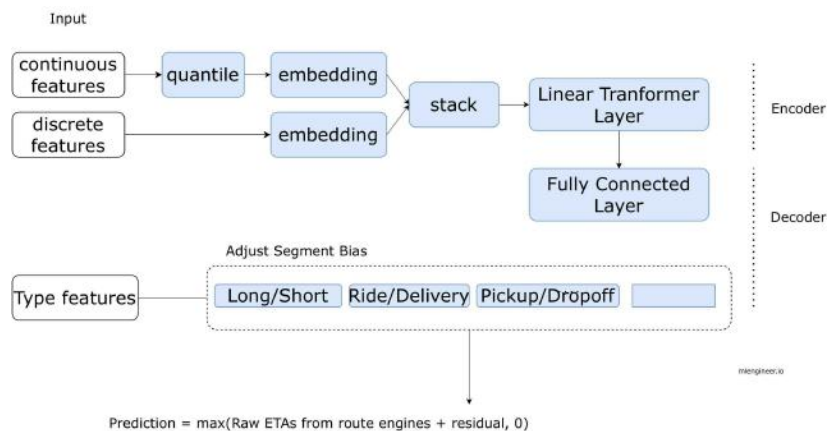 Input
continuous
features
quantile
embedding
discrete
features
embedding
stack
Linear Tranformer
Layer
Encoder
Fully Connected
Layer
Decoder
Adjust Segment Bias
Type features
Long/Short
Ride/Delivery
Pickup/Dropoff
mlengineer.io
Prediction = max(Raw ETAs from route engines + residual, 0)